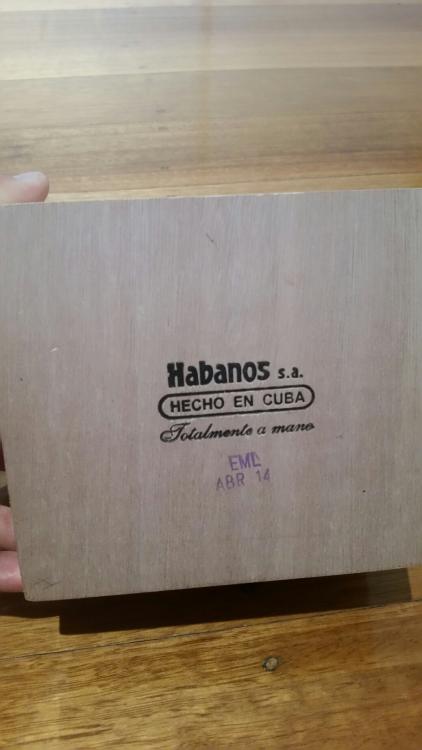 Habanos s.a.
HECHO EN CUBA
Totalmente a mano
EML
ABR 14